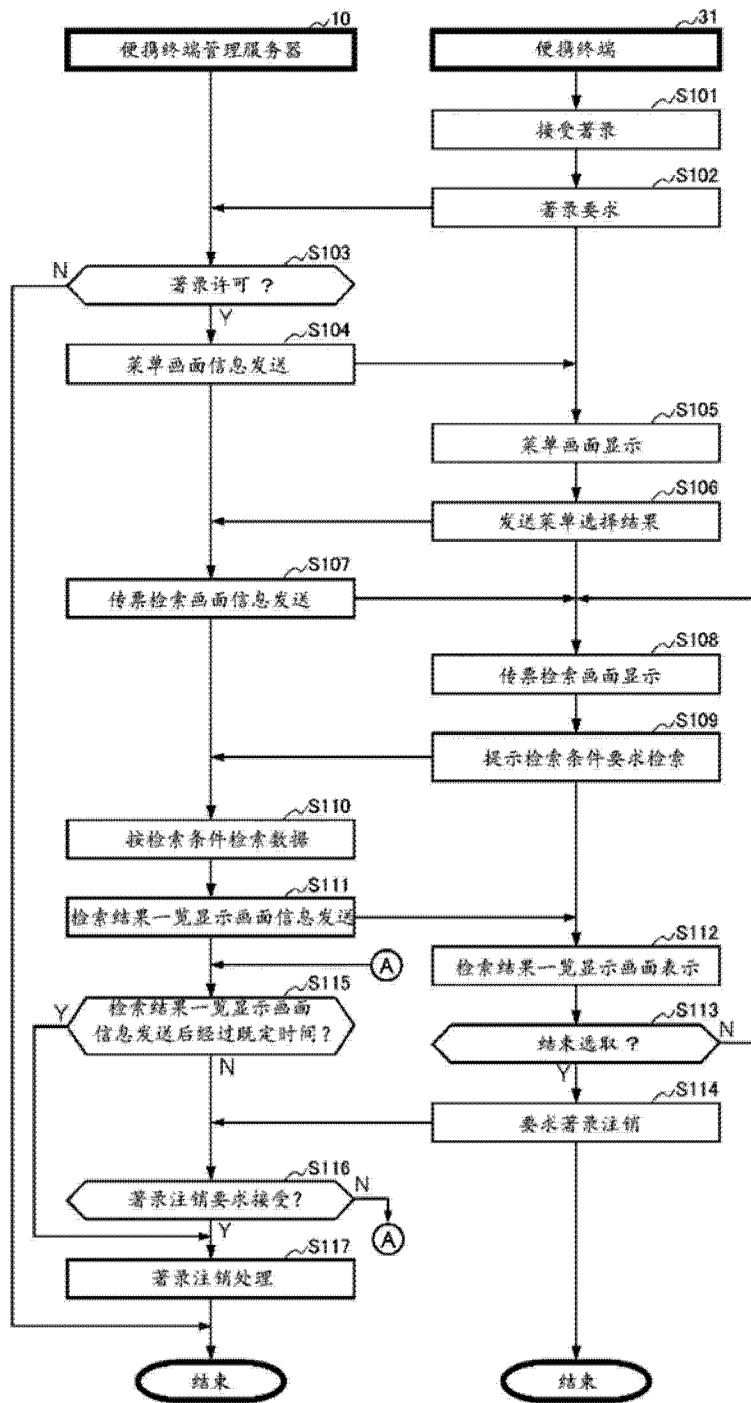 10
便携终端管理服务器
31
便携终端
S101
接受著录
S102
著录要求
S103
N
著录许可 ?
Y
S104
菜单画面信息发送
S105
菜单画面显示
S106
发送菜单选择结果
S107
传票检索画面信息发送
S108
传票检索画面显示
S109
提示检索条件要求检索
S110
按检索条件检索数据
S111
检索结果一览显示画面信息发送
A
S112
检索结果一览显示画面表示
S115
Y
检索结果一览显示画面
信息发送后经过既定时间?
N
S113
结束选取 ?
N
Y
S114
要求著录注销
S116
著录注销要求接受?
N
Y
A
S117
著录注销处理
结束
结束